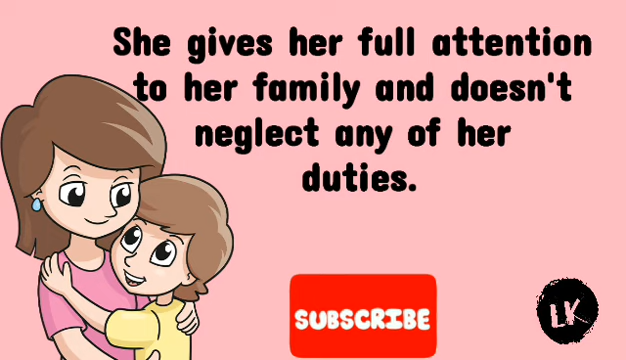 She gives her full attention
to her family and doesn't
neglect any of her
duties.
SUBSCRIBE
LK